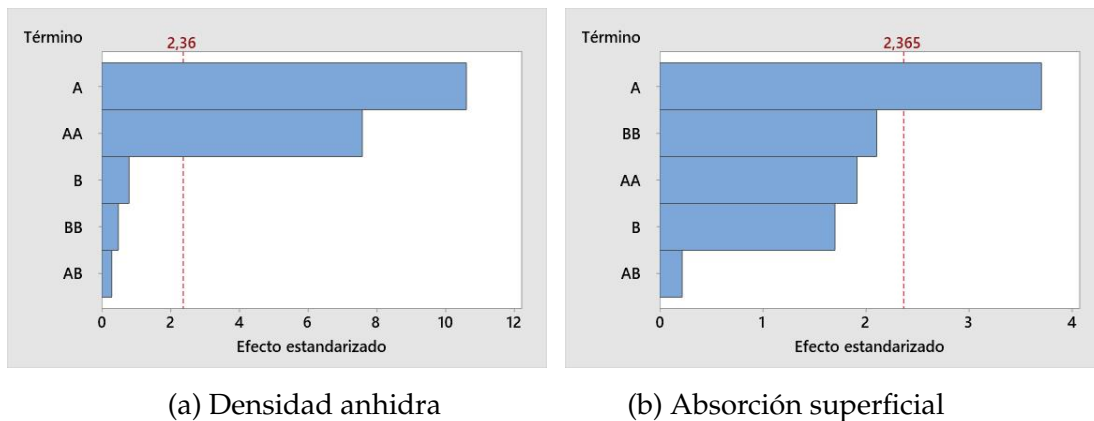 Término
2,36
A
AA
B
BB
AB
0 2 4 6 8 10 12
Efecto estandarizado
(a) Densidad anhidra
Término
2,365
A
BB
AA
B
AB
0 1 2 3 4
Efecto estandarizado
(b) Absorción superficial